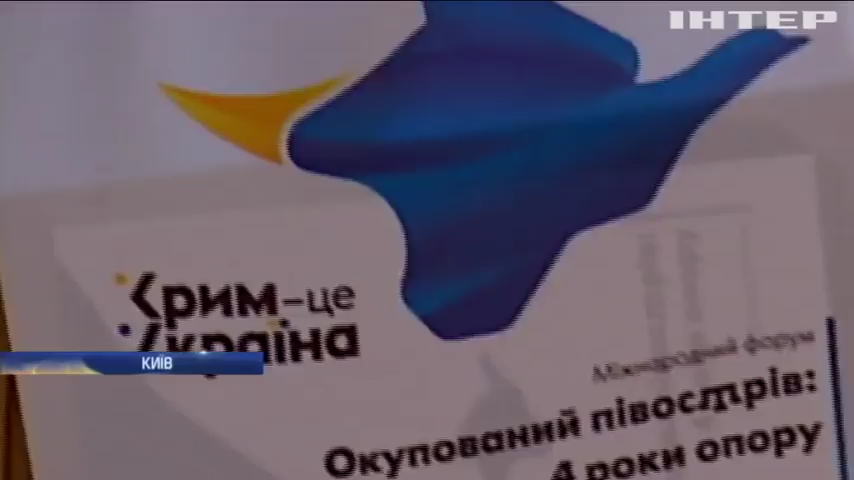 ІНТЕР
Крим–це
Україна
КИЇВ
Міжнародний форум
Окупований півострів:
4 роки опору